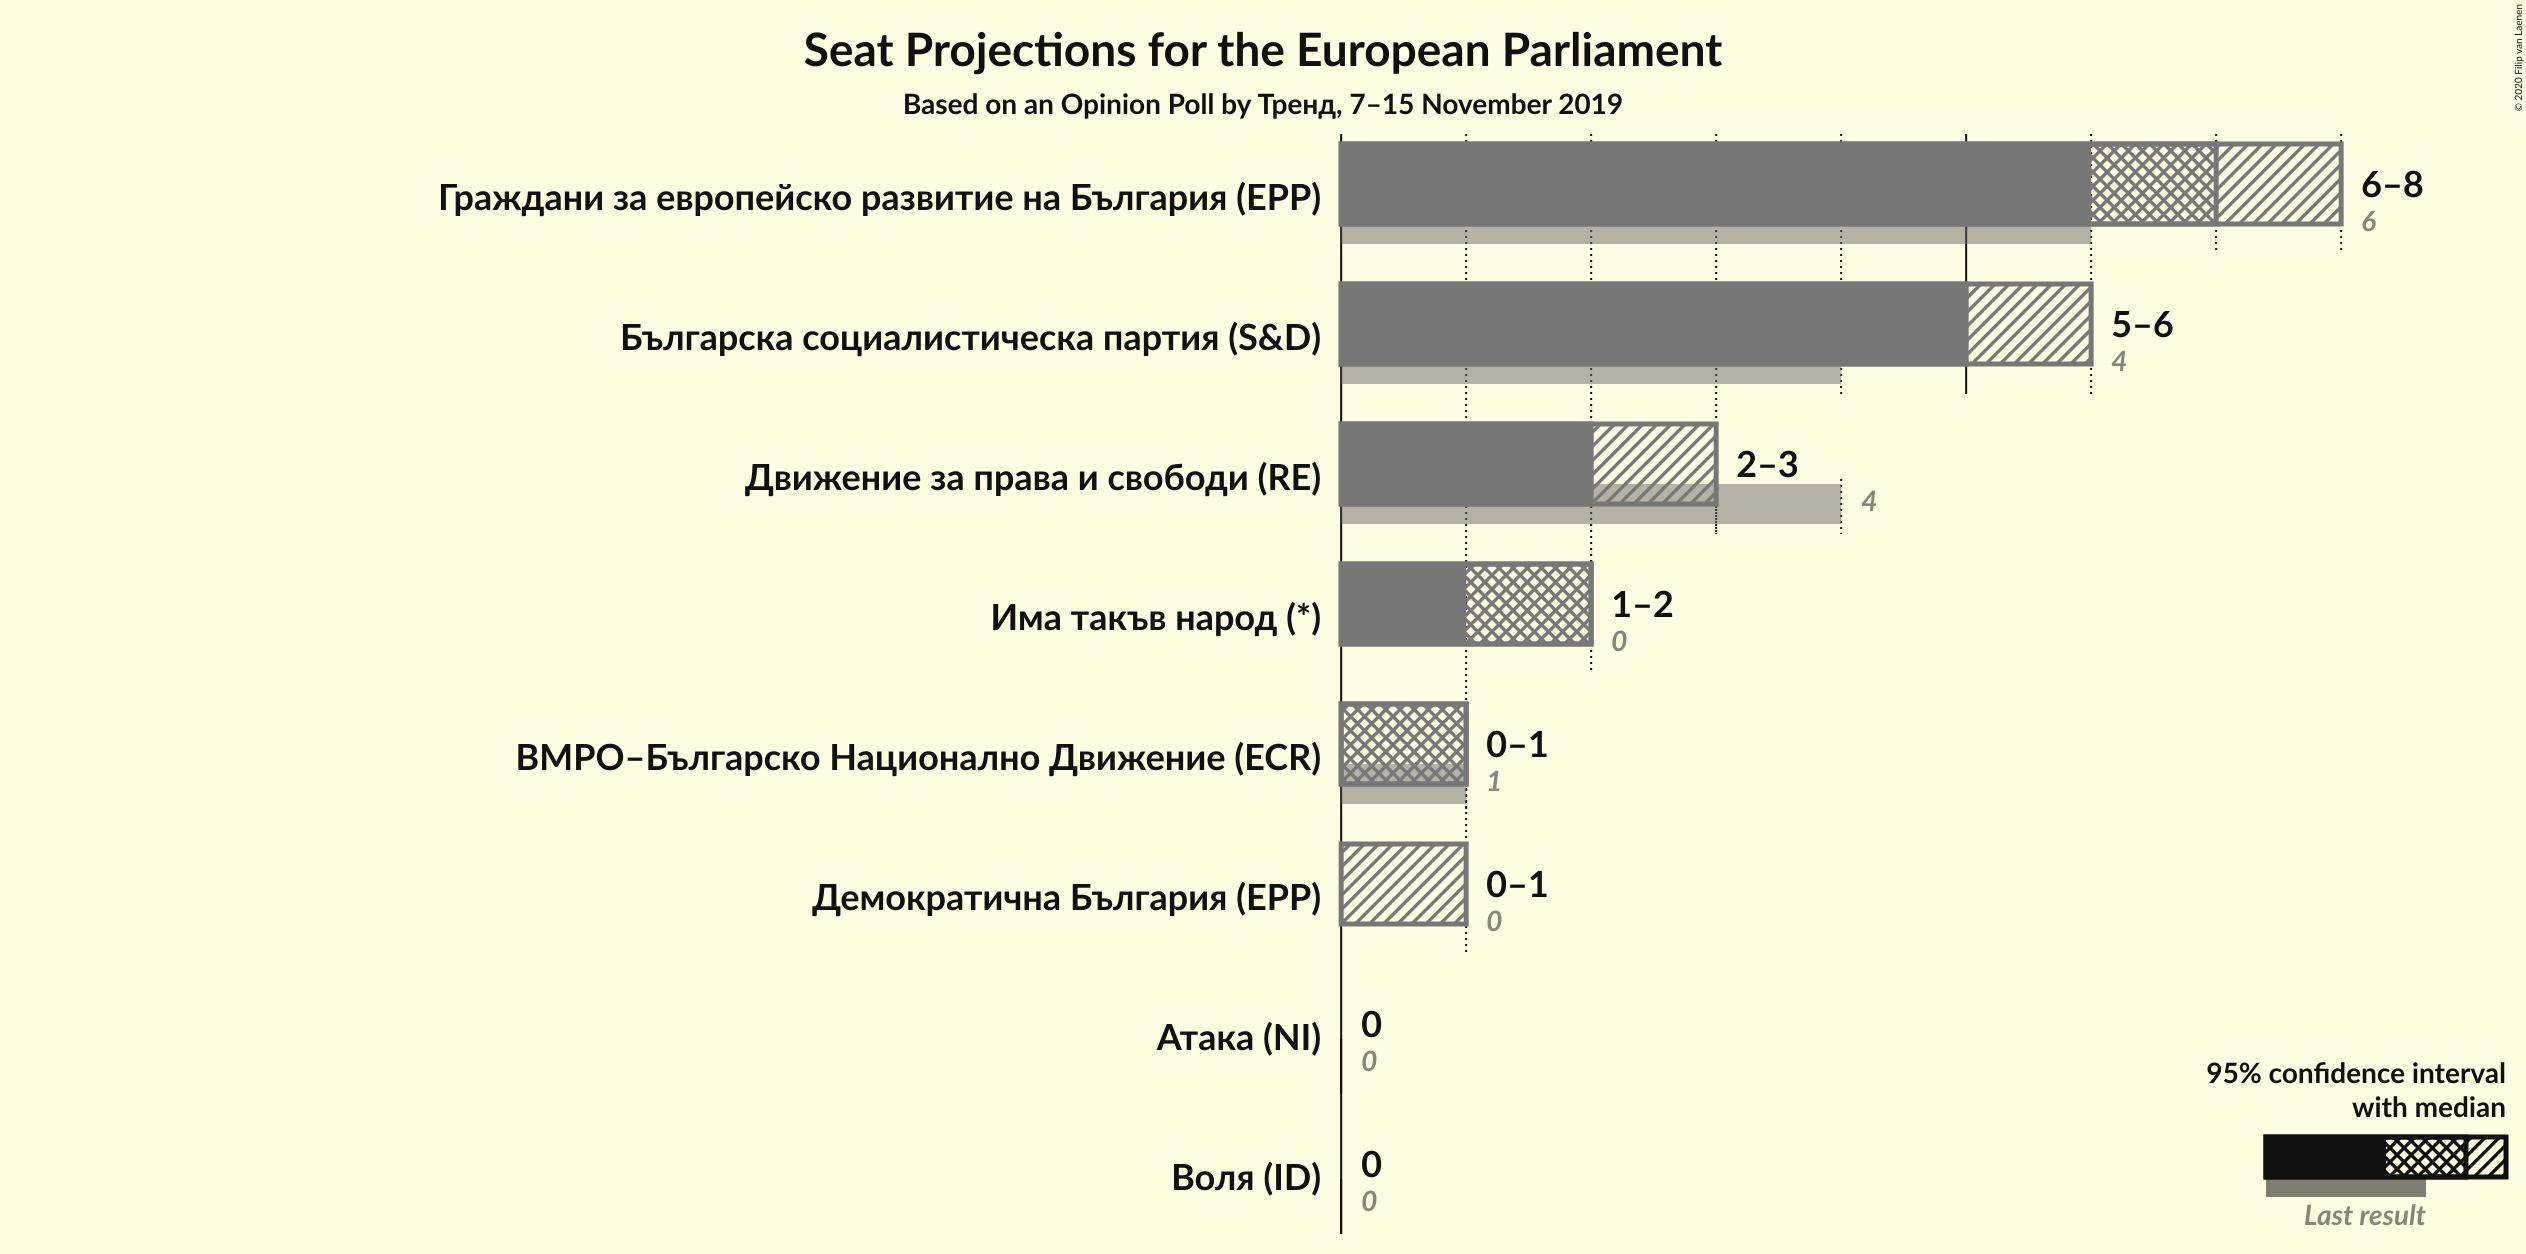 Seat Projections for the European Parliament
Based on an Opinion Poll by Тренд, 7–15 November 2019
© 2020 Filip van Laenen
Граждани за европейско развитие на България (EPP)
6–8
6
Българска социалистическа партия (S&D)
5–6
4
Движение за права и свободи (RE)
2–3
4
Има такъв народ (*)
1–2
0
ВМРО–Българско Национално Движение (ECR)
0–1
1
Демократична България (EPP)
0–1
0
Атака (NI)
0
0
Воля (ID)
0
0
95% confidence interval
with median
Last result